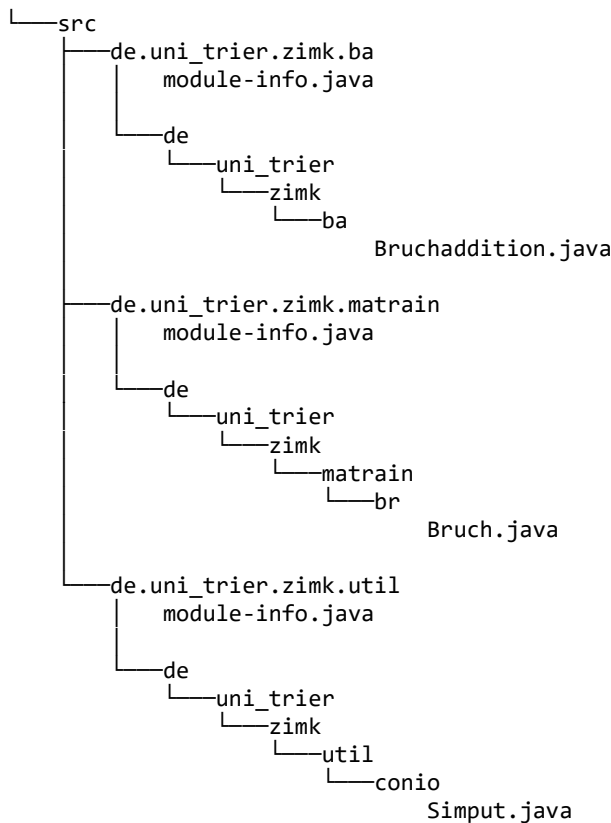 src
de.uni_trier.zimk.ba
module-info.java
de
uni_trier
zimk
ba
Bruchaddition.java
de.uni_trier.zimk.matrain
module-info.java
de
uni_trier
zimk
matrain
br
Bruch.java
de.uni_trier.zimk.util
module-info.java
de
uni_trier
zimk
util
conio
Simput.java